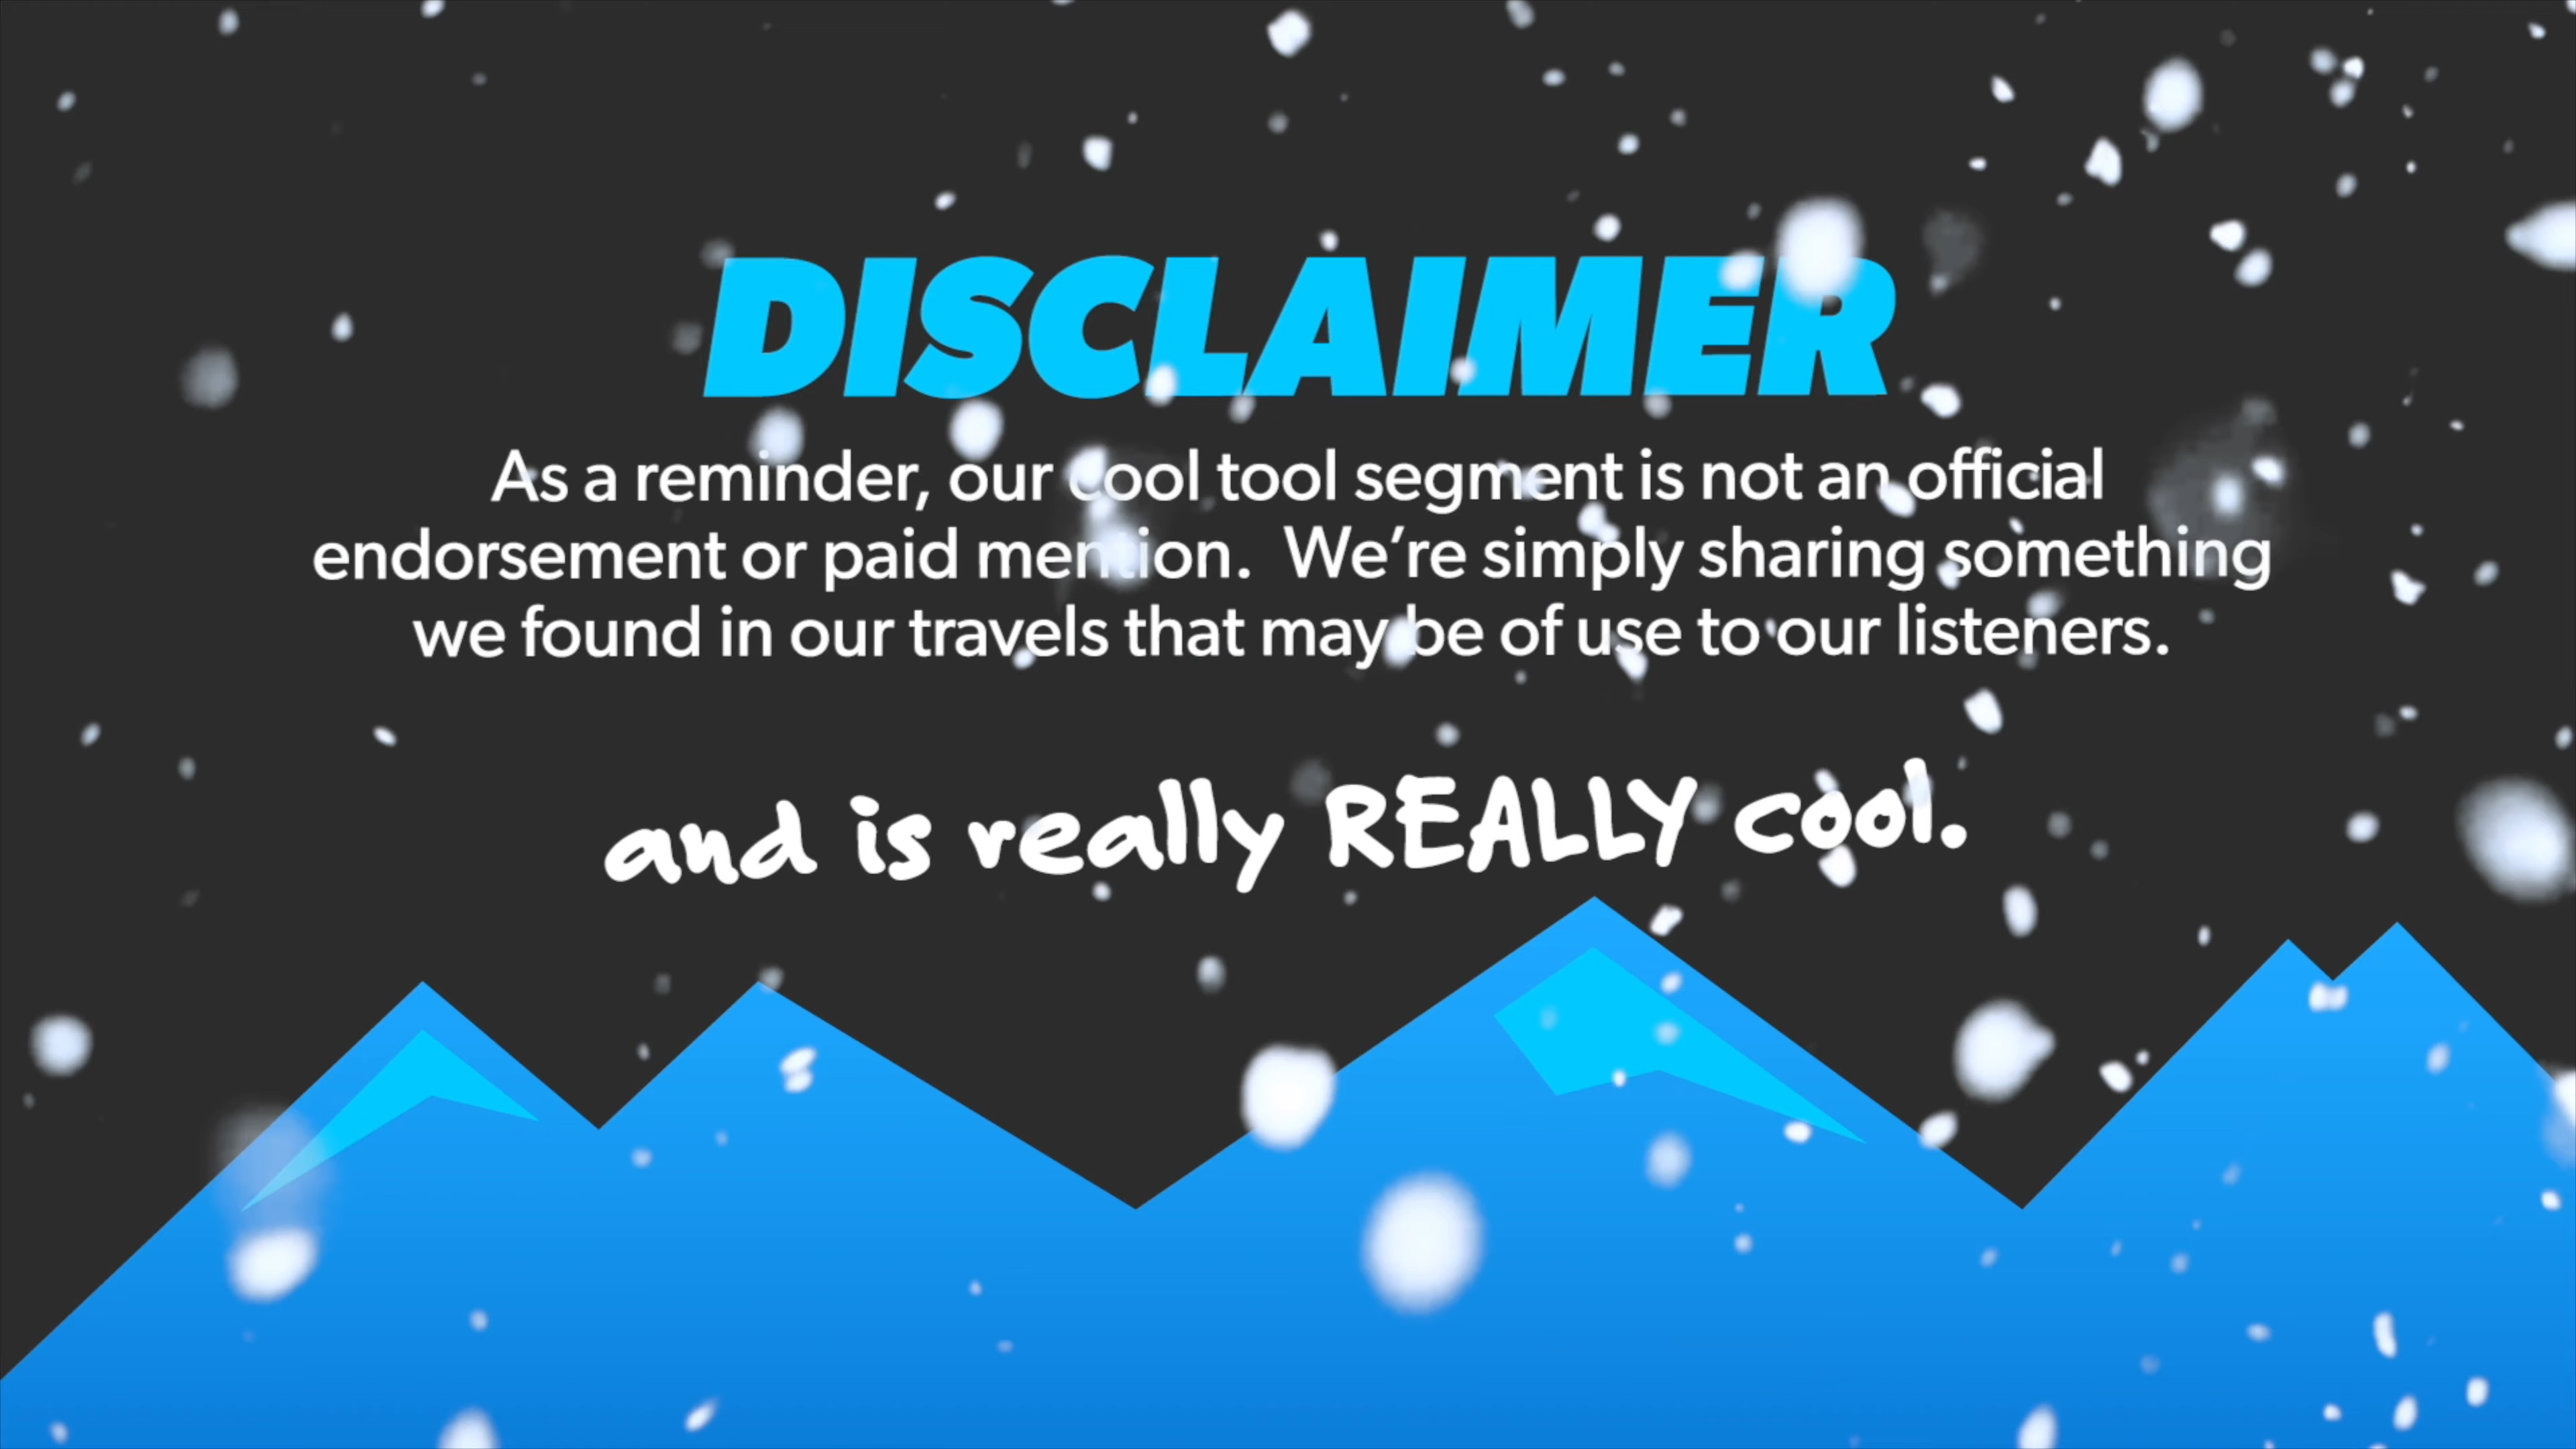 DISCLAIMER
As a reminder, our cool tool segment is not an official
endorsement or paid mention.  We’re simply sharing something
we found in our travels that may be of use to our listeners.
and is really REALLY cool.